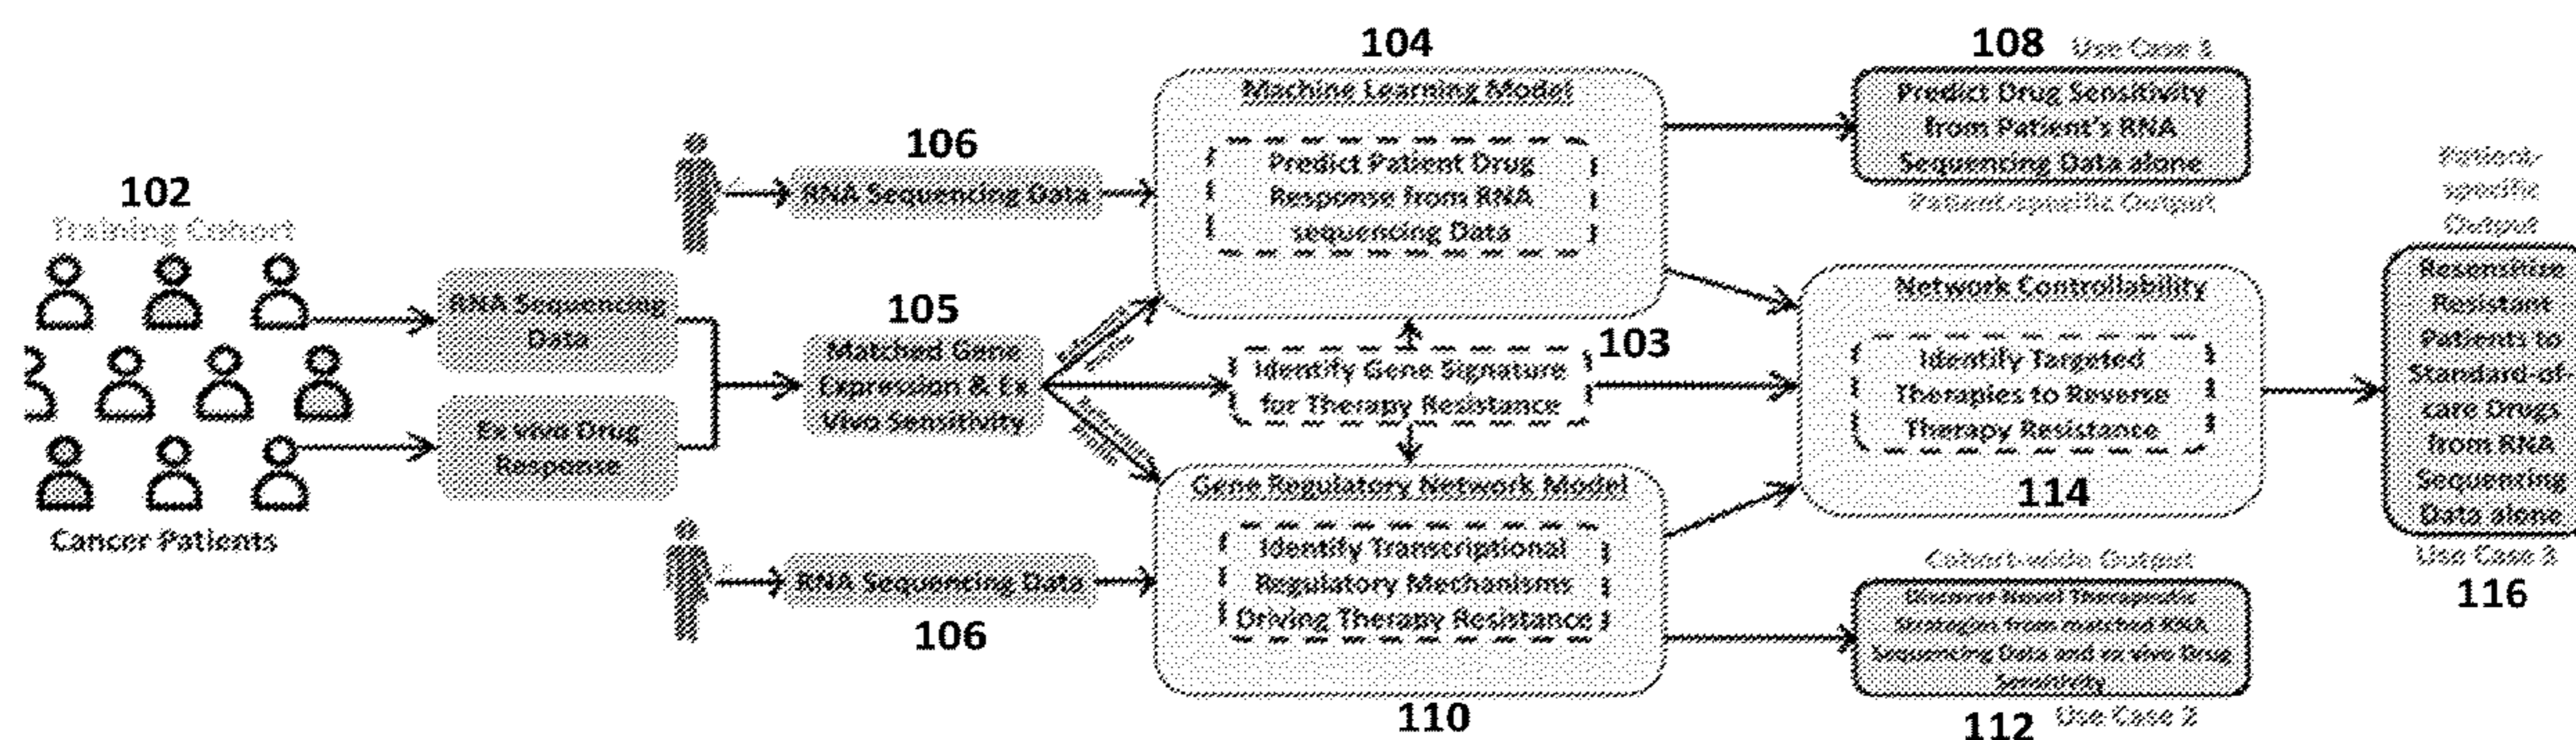 102
Training Cohort
Cancer Patients
RNA Sequencing
Data
Ex vivo Drug
Response
106
RNA Sequencing Data
105
Matched Gene
Expression & Ex
Vivo Sensitivity
RNA Sequencing Data
106
104
Machine Learning Model
Predict Patient Drug
Response from RNA
sequencing Data
103
Identify Gene Signature
for Therapy Resistance
Gene Regulatory Network Model
Identify Transcriptional
Regulatory Mechanisms
Driving Therapy Resistance
110
108 Use Case 1
Predict Drug Sensitivity
from Patient's RNA
Sequencing Data alone
Patient-specific Output
Network Controllability
Identify Targeted
Therapies to Reverse
Therapy Resistance
114
Cohort-wide Output
Discover Novel Therapeutic
Strategies from matched RNA
Sequencing Data and ex vivo Drug
Sensitivity
112 Use Case 2
Patient-
specific
Output
Resensitize
Resistant
Patients to
Standard-of-
care Drugs
from RNA
Sequencing
Data alone
Use Case 3
116